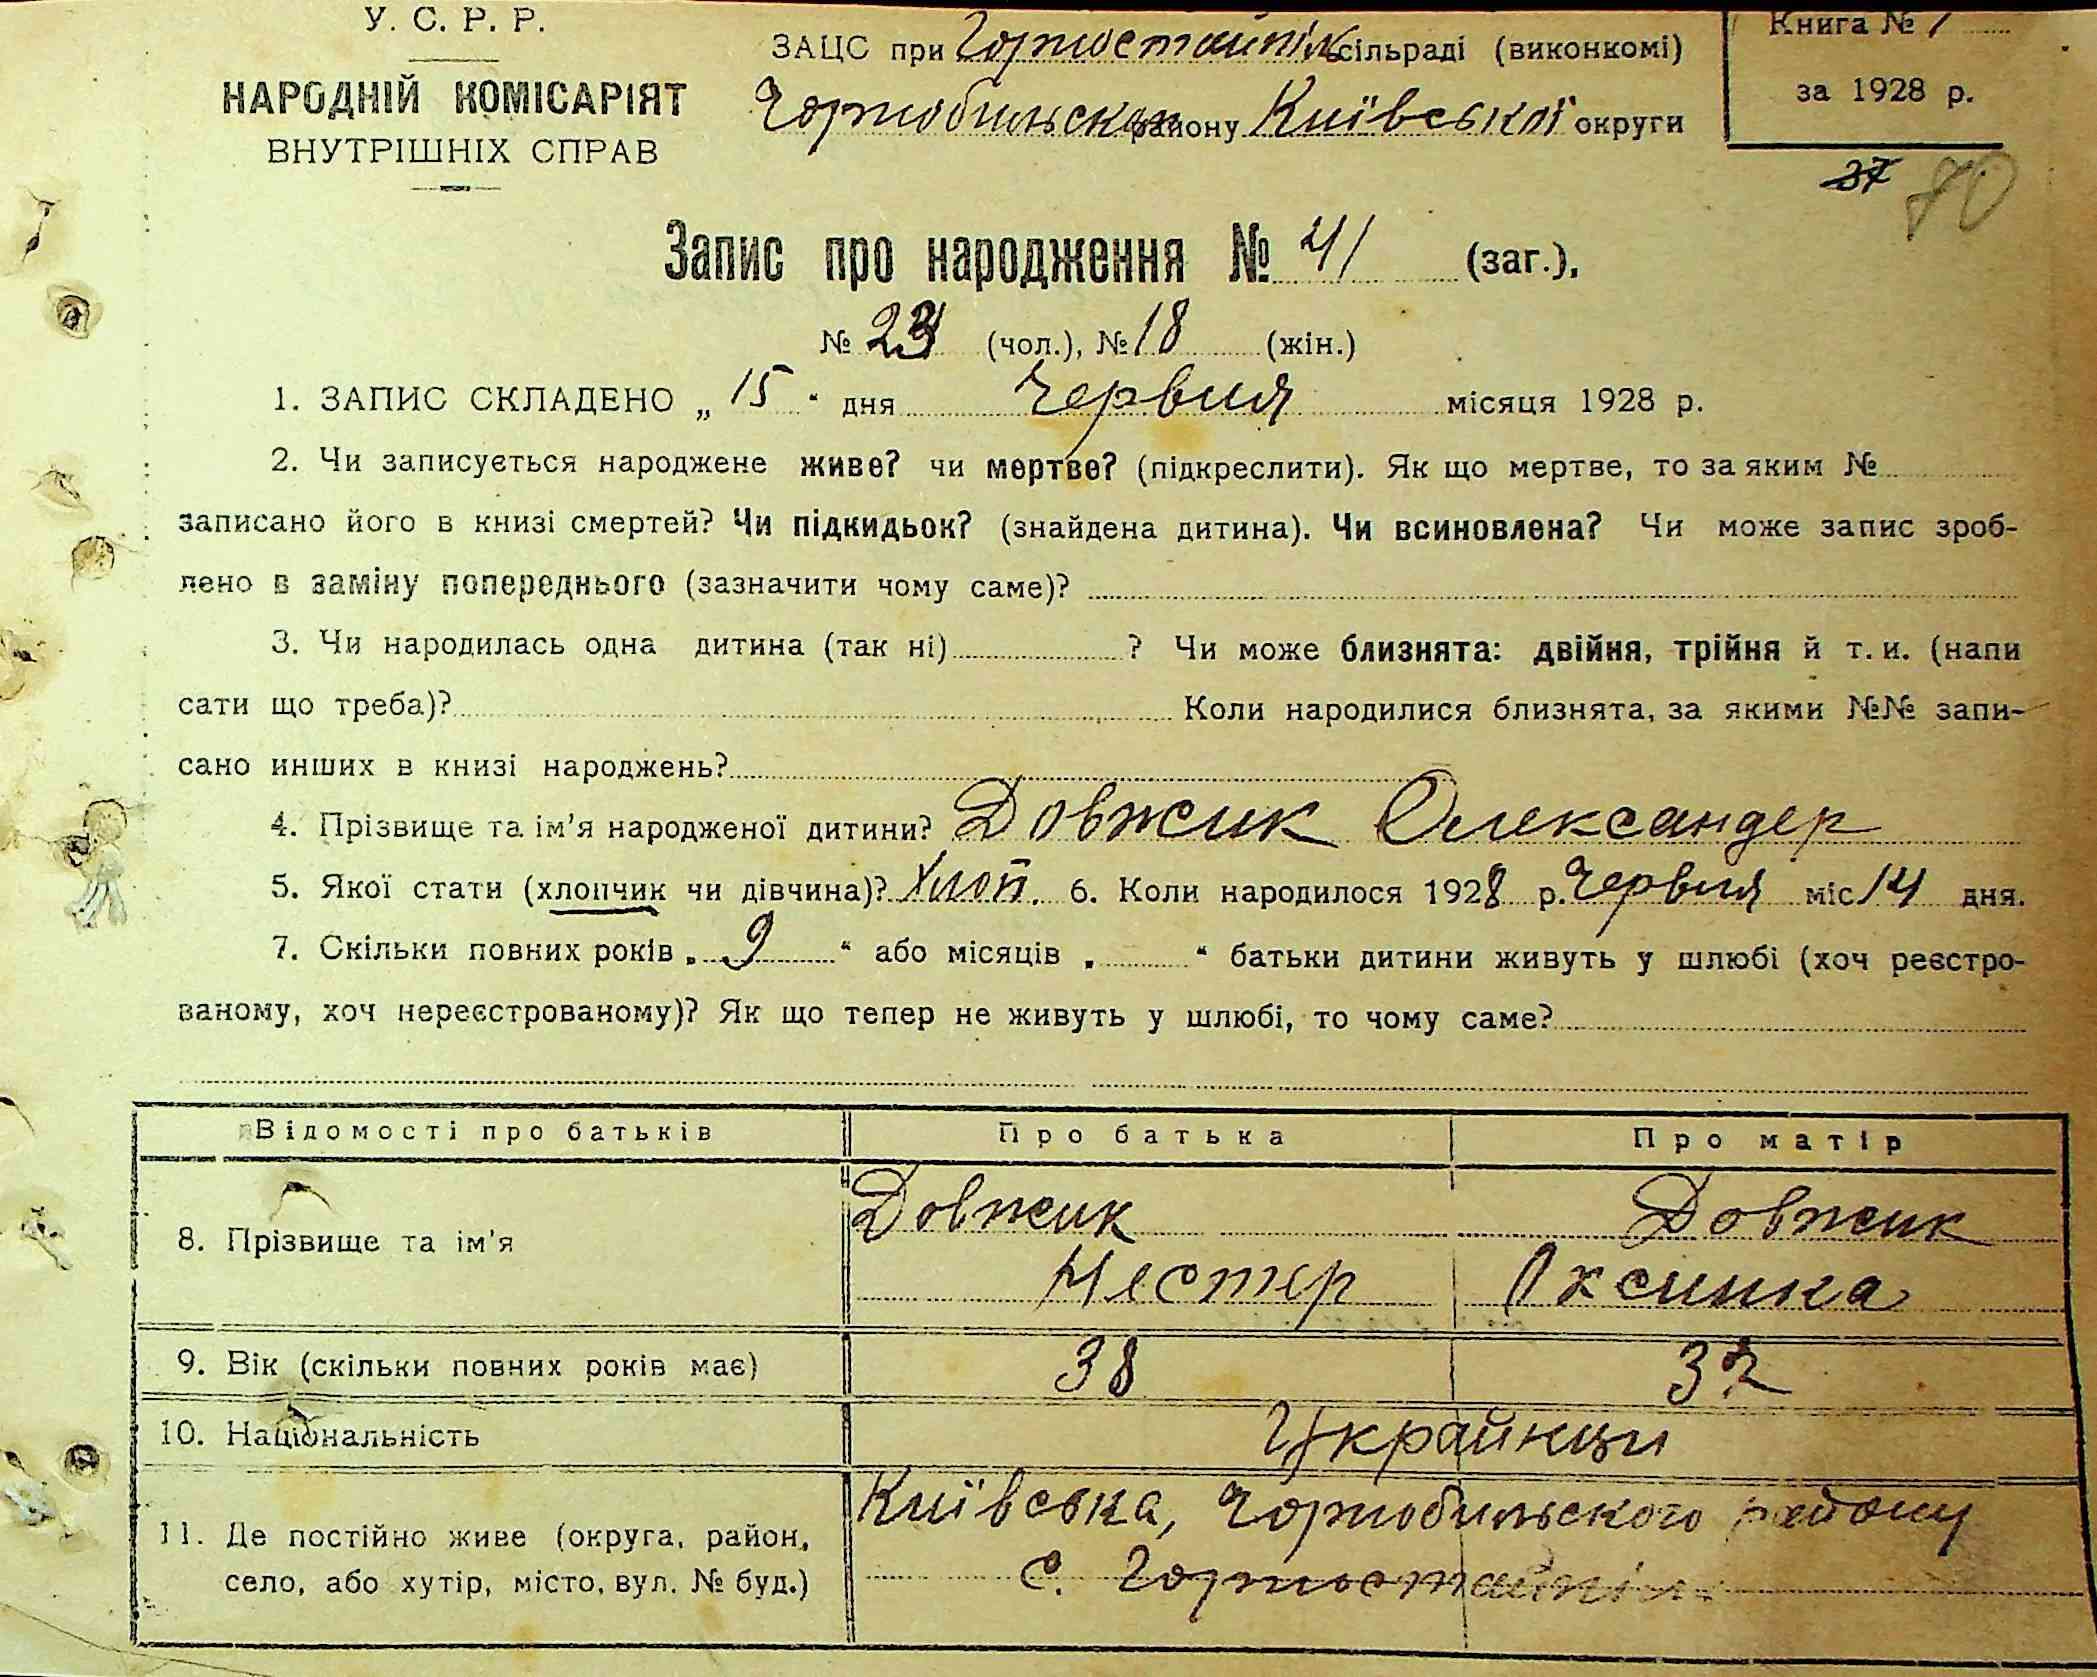 У. С. Р. Р.
НАРОДНІЙ КОМІСАРІЯТ
ВНУТРІШНІХ СПРАВ
ЗАЦС при Горностайпіль сільраді (виконкомі)
Чорнобильськ району Київської округи
Книга № 1
за 1928 р.
37 70
Запис про народження № 41 (заг.),
№ 23 (чол.), № 18 (жін.)
1. ЗАПИС СКЛАДЕНО „ 15 “ дня Червня місяця 1928 р.
2. Чи записується народжене живе? чи мертве? (підкреслити). Як що мертве, то за яким №
записано його в книзі смертей? Чи підкидьок? (знайдена дитина). Чи всиновлена? Чи може запис зроб-
лено в заміну попереднього (зазначити чому саме)?
3. Чи народилась одна дитина (так ні) ? Чи може близнята: двійня, трійня й т. и. (напи
сати що треба)? Коли народилися близнята, за якими №№ запи-
сано инших в книзі народжень?
4. Прізвище та ім’я народженої дитини? Довжик Олександер
5. Якої стати (хлопчик чи дівчина)? Хлоп. 6. Коли народилося 1928 р. Червня міс 14 дня.
7. Скільки повних років „ 9 “ або місяців „ “ батьки дитини живуть у шлюбі (хоч реєстро-
ваному, хоч нереєстрованому)? Як що тепер не живуть у шлюбі, то чому саме?
Відомості про батьків Про батька Про матір
8. Прізвище та ім’я Довжик Нестер Довжик Оксинка
9. Вік (скільки повних років має) 38 32
10. Національність Українци
11. Де постійно живе (округа, район, село, або хутір, місто, вул. № буд.) Київська, Чорнобильського району
с. Горностайпіль